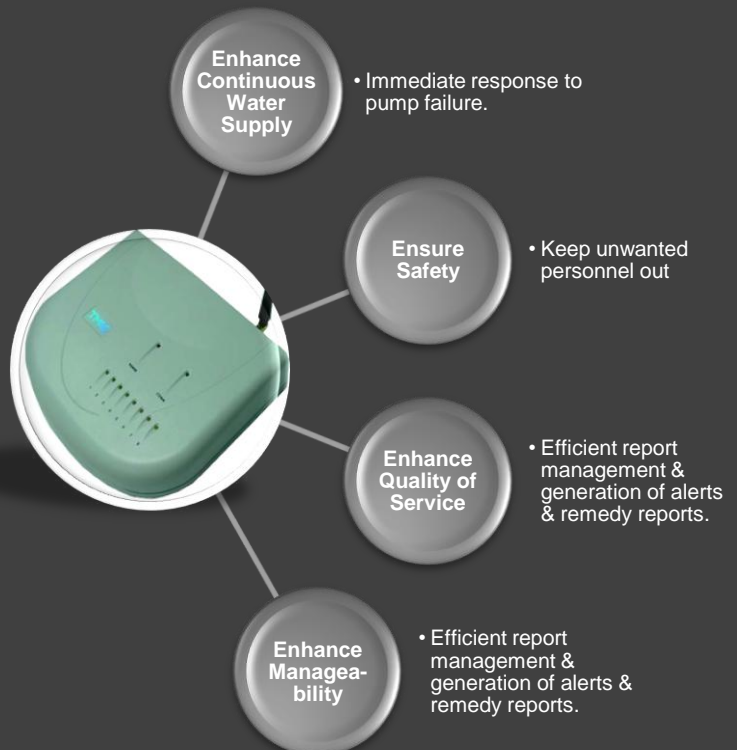 Enhance
Continuous
Water
Supply
• Immediate response to
pump failure.
Ensure
Safety
• Keep unwanted
personnel out
Enhance
Quality of
Service
• Efficient report
management &
generation of alerts
& remedy reports.
Enhance
Managea-
bility
• Efficient report
management &
generation of alerts &
remedy reports.